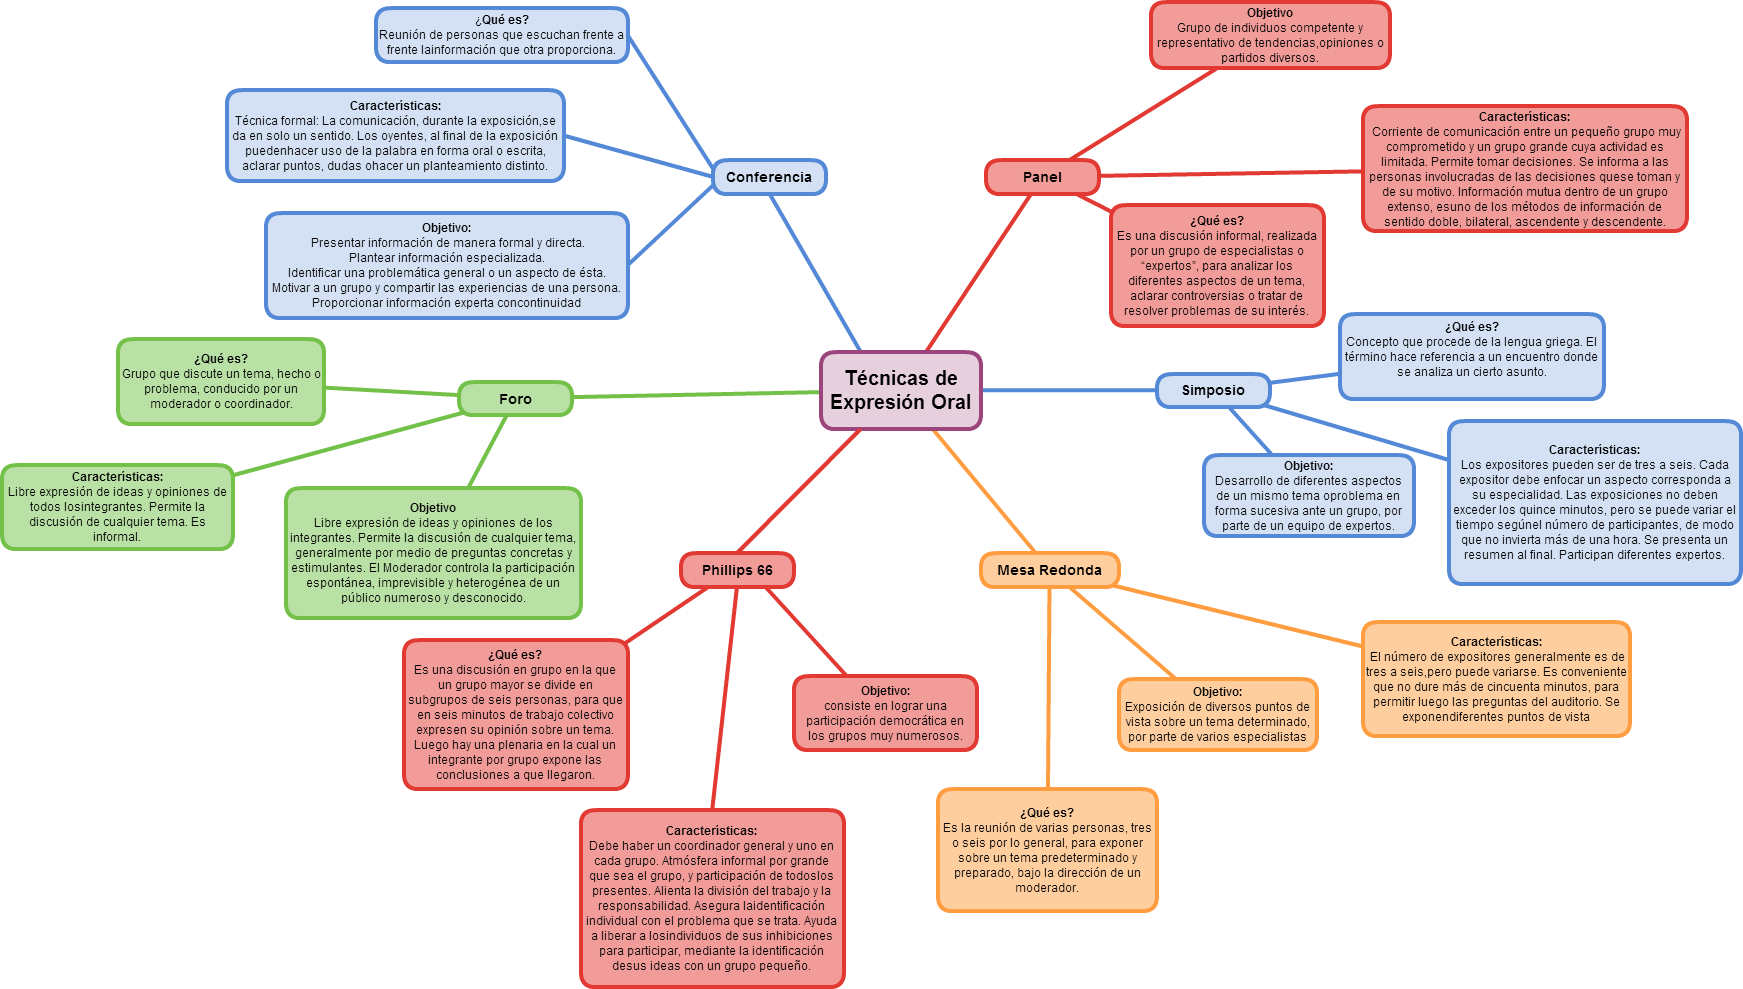 Técnicas de
Expresión Oral
Conferencia
¿Qué es?
Reunión de personas que escuchan frente a
frente lainformación que otra proporciona.
Características:
Técnica formal: La comunicación, durante la exposición,se
da en solo un sentido. Los oyentes, al final de la exposición
puedenhacer uso de la palabra en forma oral o escrita,
aclarar puntos, dudas ohacer un planteamiento distinto.
Objetivo:
Presentar información de manera formal y directa.
Plantear información especializada.
Identificar una problemática general o un aspecto de ésta.
Motivar a un grupo y compartir las experiencias de una persona.
Proporcionar información experta concontinuidad
Panel
Objetivo
Grupo de individuos competente y
representativo de tendencias,opiniones o
partidos diversos.
Características:
Corriente de comunicación entre un pequeño grupo muy
comprometido y un grupo grande cuya actividad es
limitada. Permite tomar decisiones. Se informa a las
personas involucradas de las decisiones quese toman y
de su motivo. Información mutua dentro de un grupo
extenso, esuno de los métodos de información de
sentido doble, bilateral, ascendente y descendente.
¿Qué es?
Es una discusión informal, realizada
por un grupo de especialistas o
“expertos”, para analizar los
diferentes aspectos de un tema,
aclarar controversias o tratar de
resolver problemas de su interés.
Simposio
¿Qué es?
Concepto que procede de la lengua griega. El
término hace referencia a un encuentro donde
se analiza un cierto asunto.
Objetivo:
Desarrollo de diferentes aspectos
de un mismo tema oproblema en
forma sucesiva ante un grupo, por
parte de un equipo de expertos.
Características:
Los expositores pueden ser de tres a seis. Cada
expositor debe enfocar un aspecto corresponda a
su especialidad. Las exposiciones no deben
exceder los quince minutos, pero se puede variar el
tiempo segúnel número de participantes, de modo
que no invierta más de una hora. Se presenta un
resumen al final. Participan diferentes expertos.
Foro
¿Qué es?
Grupo que discute un tema, hecho o
problema, conducido por un
moderador o coordinador.
Características:
Libre expresión de ideas y opiniones de
todos losintegrantes. Permite la
discusión de cualquier tema. Es
informal.
Objetivo
Libre expresión de ideas y opiniones de los
integrantes. Permite la discusión de cualquier tema,
generalmente por medio de preguntas concretas y
estimulantes. El Moderador controla la participación
espontánea, imprevisible y heterogénea de un
público numeroso y desconocido.
Phillips 66
¿Qué es?
Es una discusión en grupo en la que
un grupo mayor se divide en
subgrupos de seis personas, para que
en seis minutos de trabajo colectivo
expresen su opinión sobre un tema.
Luego hay una plenaria en la cual un
integrante por grupo expone las
conclusiones a que llegaron.
Objetivo:
consiste en lograr una
participación democrática en
los grupos muy numerosos.
Características:
Debe haber un coordinador general y uno en
cada grupo. Atmósfera informal por grande
que sea el grupo, y participación de todoslos
presentes. Alienta la división del trabajo y la
responsabilidad. Asegura laidentificación
individual con el problema que se trata. Ayuda
a liberar a losindividuos de sus inhibiciones
para participar, mediante la identificación
desus ideas con un grupo pequeño.
Mesa Redonda
Características:
El número de expositores generalmente es de
tres a seis,pero puede variarse. Es conveniente
que no dure más de cincuenta minutos, para
permitir luego las preguntas del auditorio. Se
exponendiferentes puntos de vista
Objetivo:
Exposición de diversos puntos de
vista sobre un tema determinado,
por parte de varios especialistas
¿Qué es?
Es la reunión de varias personas, tres
o seis por lo general, para exponer
sobre un tema predeterminado y
preparado, bajo la dirección de un
moderador.